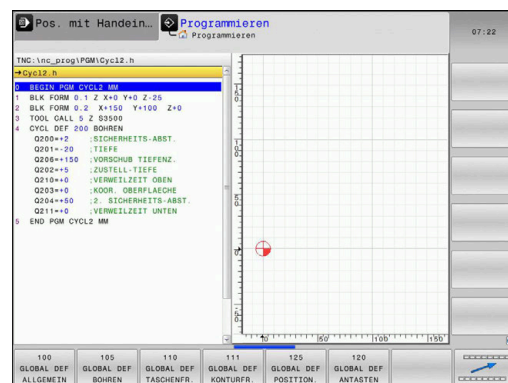 Pos. mit Handein… Programmieren
Programmieren
07:22
TNC:\nc_prog\PGM\Cycl2.h
→Cycl2.h
0 BEGIN PGM CYCL2 MM
1 BLK FORM 0.1 Z X+0 Y+0 Z-25
2 BLK FORM 0.2 X+150 Y+100 Z+0
3 TOOL CALL 5 Z S3500
4 CYCL DEF 200 BOHREN
Q200=+2 ;SICHERHEITS-ABST.
Q201=-20 ;TIEFE
Q206=+150 ;VORSCHUB TIEFENZ.
Q202=+5 ;ZUSTELL-TIEFE
Q210=+0 ;VERWEILZEIT OBEN
Q203=+0 ;KOOR. OBERFLAECHE
Q204=+50 ;2. SICHERHEITS-ABST.
Q211=+0 ;VERWEILZEIT UNTEN
5 END PGM CYCL2 MM
150
100
50
0
-50
0 50 100 150
100 105 110 111 125 120
GLOBAL DEF GLOBAL DEF GLOBAL DEF GLOBAL DEF GLOBAL DEF GLOBAL DEF
ALLGEMEIN BOHREN TASCHENFR. KONTURFR. POSITION. ANTASTEN